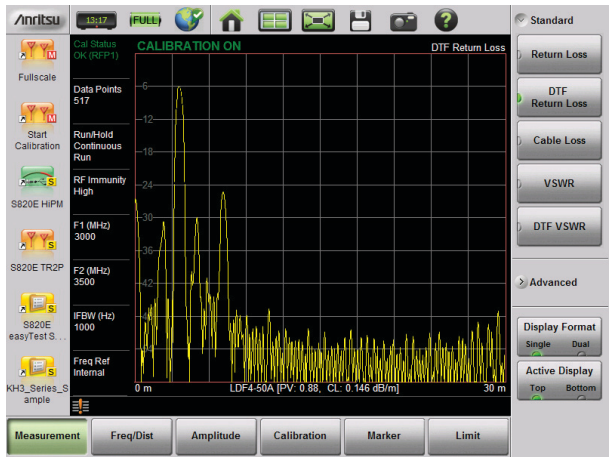 Anritsu
13:17
FULL
?
Standard
Fullscale
Start
Calibration
S820E HiPM
S820E TR2P
S820E
easyTest S...
KH3_Series_S
ample
Cal Status
OK (RFP1)
Data Points
517
Run/Hold
Continuous
Run
RF Immunity
High
F1 (MHz)
3000
F2 (MHz)
3500
IFBW (Hz)
1000
Freq Ref
Internal
CALIBRATION ON
DTF Return Loss
-6
-12
-18
-24
-30
-36
-42
0 m
LDF4-50A [PV: 0.88, CL: 0.146 dB/m]
30 m
Return Loss
DTF
Return Loss
Cable Loss
VSWR
DTF VSWR
Advanced
Display Format
Single Dual
Active Display
Top Bottom
Measurement
Freq/Dist
Amplitude
Calibration
Marker
Limit